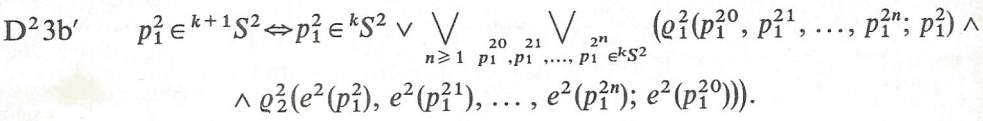 D²3b′ p₁² ∈ ᵏ⁺¹S² ⇔ p₁² ∈ ᵏS² ∨ ⋁ ⋁ (ϱ₁²(p₁²⁰, p₁²¹, …, p₁²ⁿ; p₁²) ∧
n⩾1 p₁²⁰, p₁²¹, …, p₁²ⁿ ∈ ᵏS²
∧ ϱ₂²(e²(p₁²), e²(p₁²¹), … , e²(p₁²ⁿ); e²(p₁²⁰))).